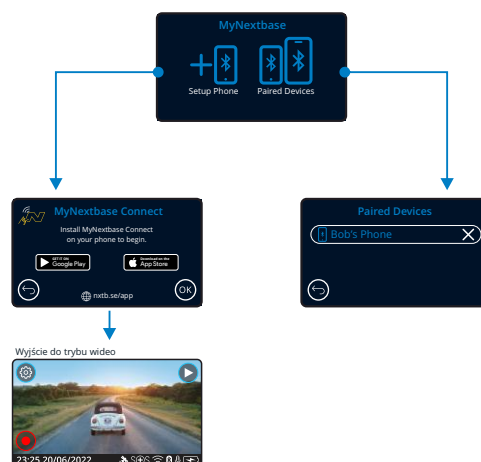 MyNextbase
Setup Phone
Paired Devices
MyNextbase Connect
Install MyNextbase Connect
on your phone to begin.
GET IT ON
Google Play
Download on the
App Store
nxtb.se/app
OK
Paired Devices
Bob's Phone
Wyjście do trybu wideo
23:25 20/06/2022
SOS